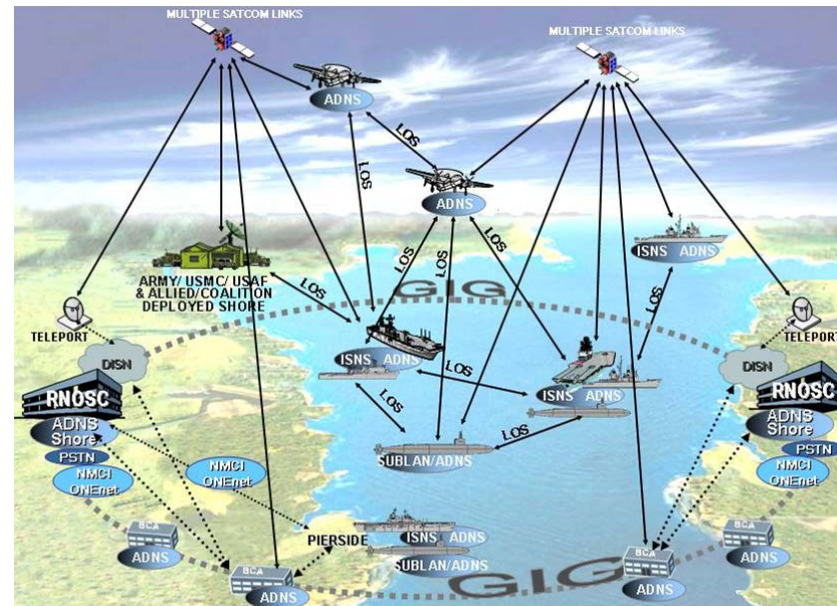 MULTIPLE SATCOM LINKS
MULTIPLE SATCOM LINKS
ADNS
LOS
LOS
ADNS
LOS
LOS
LOS
ISNS ADNS
ARMY/ USMC/ USAF
& ALLIED/COALITION
DEPLOYED SHORE
LOS
LOS
GIG
TELEPORT
TELEPORT
DISN
ISNS ADNS
LOS
ISNS ADNS
DISN
RNOSC
RNOSC
ADNS
Shore
ADNS
Shore
LOS
LOS
PSTN
PSTN
SUBLAN/ADNS
NMCI
ONEnet
NMCI
ONEnet
NMCI
ONEnet
BCA
ADNS
PIERSIDE
ISNS ADNS
SUBLAN/ADNS
BCA
ADNS
BCA
ADNS
GIG
BCA
ADNS